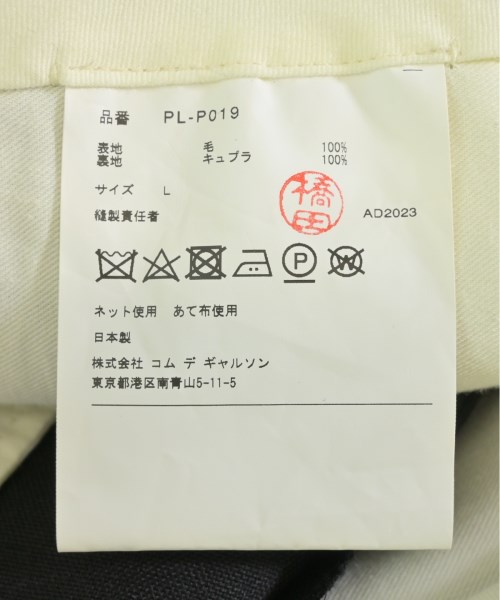 品番 PL-P019
表地 毛 100%
裏地 キュプラ 100%
サイズ L
縫製責任者 橋田 AD2023
P W
ネット使用 あて布使用
日本製
株式会社 コム デ ギャルソン
東京都港区南青山5-11-5